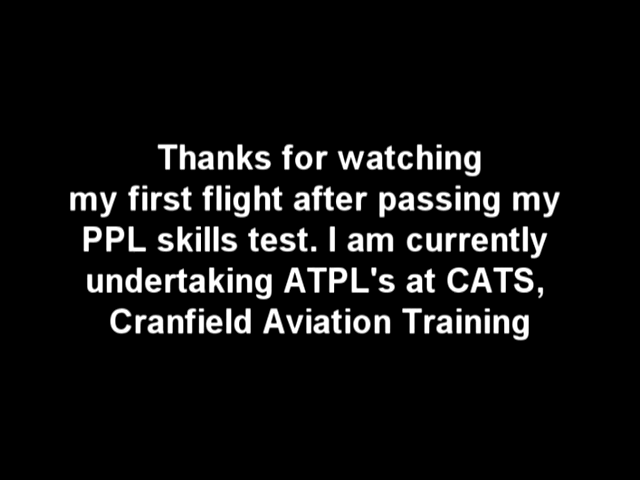 Thanks for watching
my first flight after passing my
PPL skills test. I am currently
undertaking ATPL's at CATS,
Cranfield Aviation Training